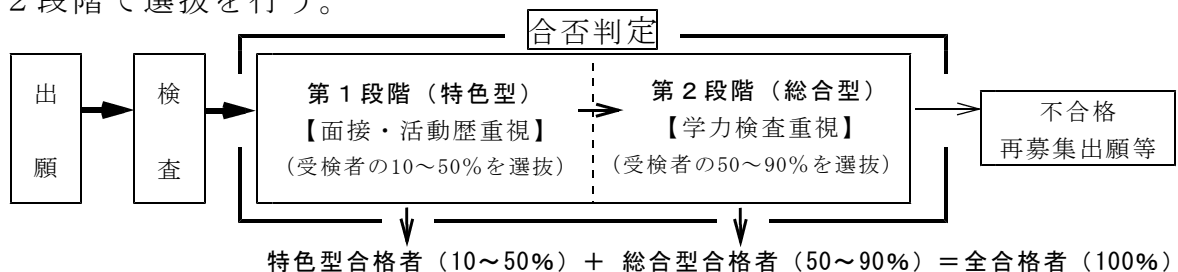 ２段階で選抜を行う。
合否判定
出願
検査
第１段階（特色型）
【面接・活動歴重視】
(受検者の10～50％を選抜)
第２段階（総合型）
【学力検査重視】
(受検者の50～90％を選抜)
不合格
再募集出願等
特色型合格者（10～50%）＋ 総合型合格者（50～90%）＝全合格者（100%）